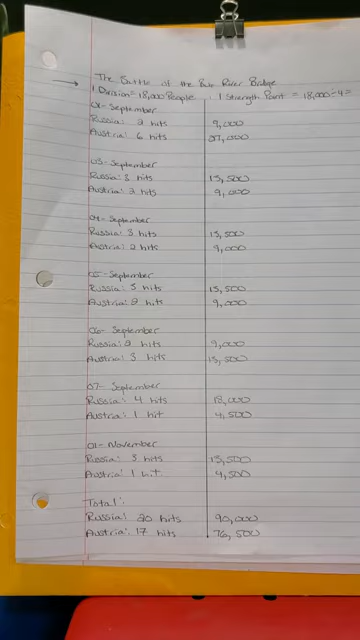 The Battle of the Bug River Bridge
1 Division = 18,000 People 1 Strength Point = 18,000÷4=
01- September
Russia: 2 hits 9,000
Austria: 6 hits 27,000
03- September
Russia: 3 hits 13,500
Austria: 2 hits 9,000
04- September
Russia: 3 hits 13,500
Austria: 2 hits 9,000
05- September
Russia: 3 hits 13,500
Austria: 2 hits 9,000
06- September
Russia: 2 hits 9,000
Austria: 3 hits 13,500
07- September
Russia: 4 hits 18,000
Austria: 1 hit 4,500
01- November
Russia: 3 hits 13,500
Austria: 1 hit 4,500
Total:
Russia: 20 hits 90,000
Austria: 17 hits 76,500